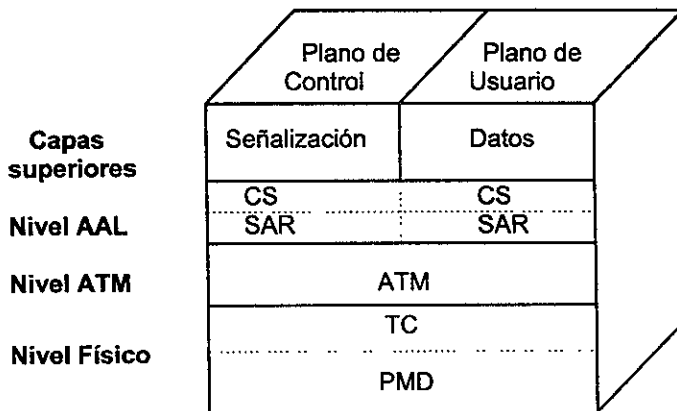 Plano de Control
Plano de Usuario
Capas superiores
Señalización
Datos
CS
CS
Nivel AAL
SAR
SAR
Nivel ATM
ATM
TC
Nivel Físico
PMD